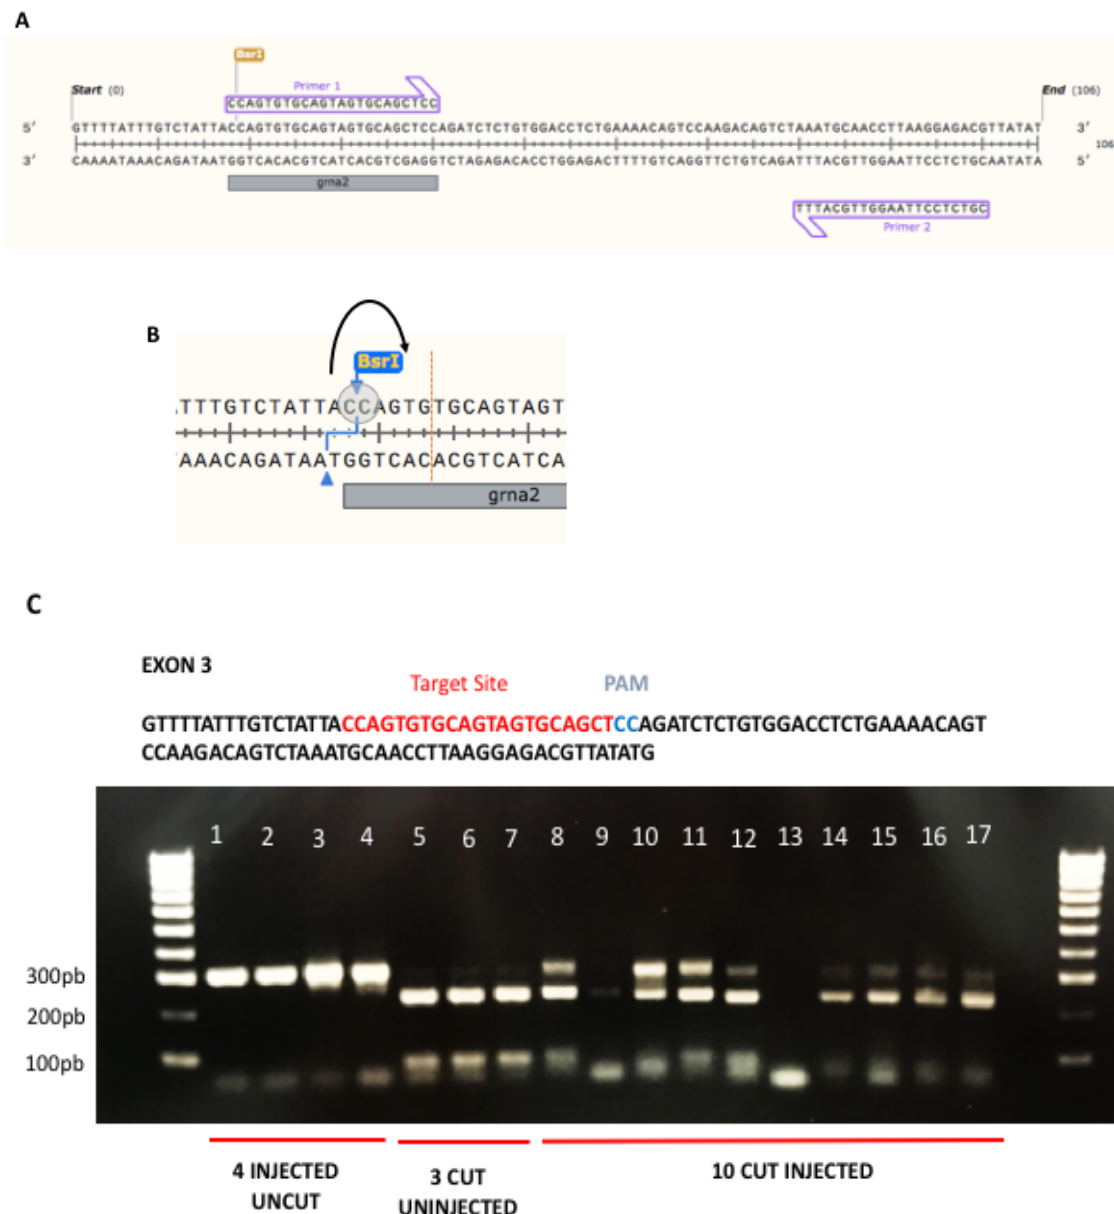 A
BsrI
Primer 1
Start (0)
CCAGTGTGCAGTAGTGCAGCTCC
End (106)
5' GTTTTATTTGTCTATTACCAGTGTGCAGTAGTGCAGCTCCAGATCTCTGTGGACCTCTGAAAACAGTCCAAGACAGTCTAAATGCAACCTTAAGGAGACGTTATAT 3'
106
3' CAAAATAAACAGATAATGGTCACACGTCATCACGTCGAGGTCTAGAGACACCTGGAGACTTTTGTCAGGTTCTGTCAGATTTACGTTGGAATTCCTCTGCAATATA 5'
grna2
TTTACGTTGGAATTCCTCTGC
Primer 2
B
BsrI
TTTGTCTATTACCAGTGTGCAGTAGT
AAACAGATAATGGTCACACGTCATCA
grna2
C
EXON 3
Target Site PAM
GTTTTATTTGTCTATTACCAGTGTGCAGTAGTGCAGCTCCAGATCTCTGTGGACCTCTGAAAACAGT
CCAAGACAGTCTAAATGCAACCTTAAGGAGACGTTATATG
1 2 3 4 5 6 7 8 9 10 11 12 13 14 15 16 17
300pb
200pb
100pb
4 INJECTED
UNCUT
3 CUT
UNINJECTED
10 CUT INJECTED